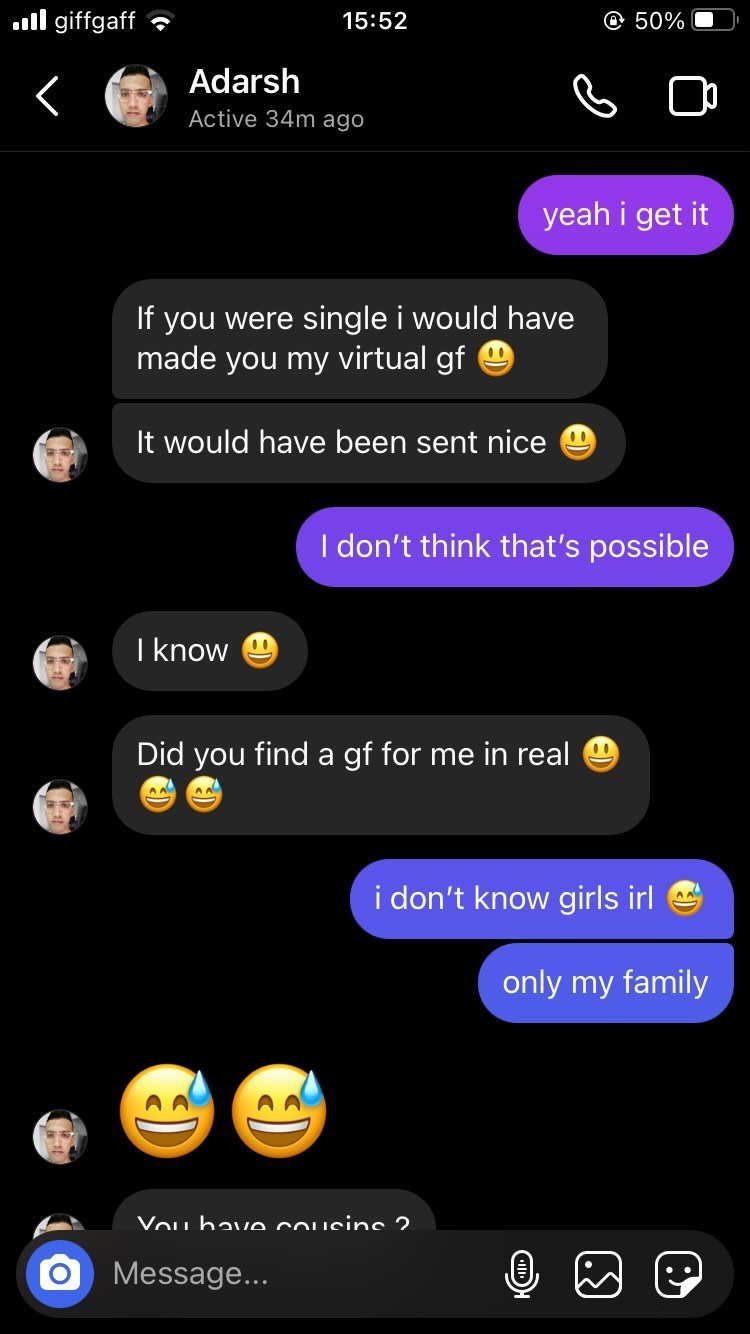 giffgaff 15:52 50%
Adarsh
Active 34m ago
yeah i get it
If you were single i would have
made you my virtual gf 😃
It would have been sent nice 😃
I don’t think that’s possible
I know 😃
Did you find a gf for me in real 😃
😅😅
i don’t know girls irl 😅
only my family
😅😅
You have cousins ?
Message...